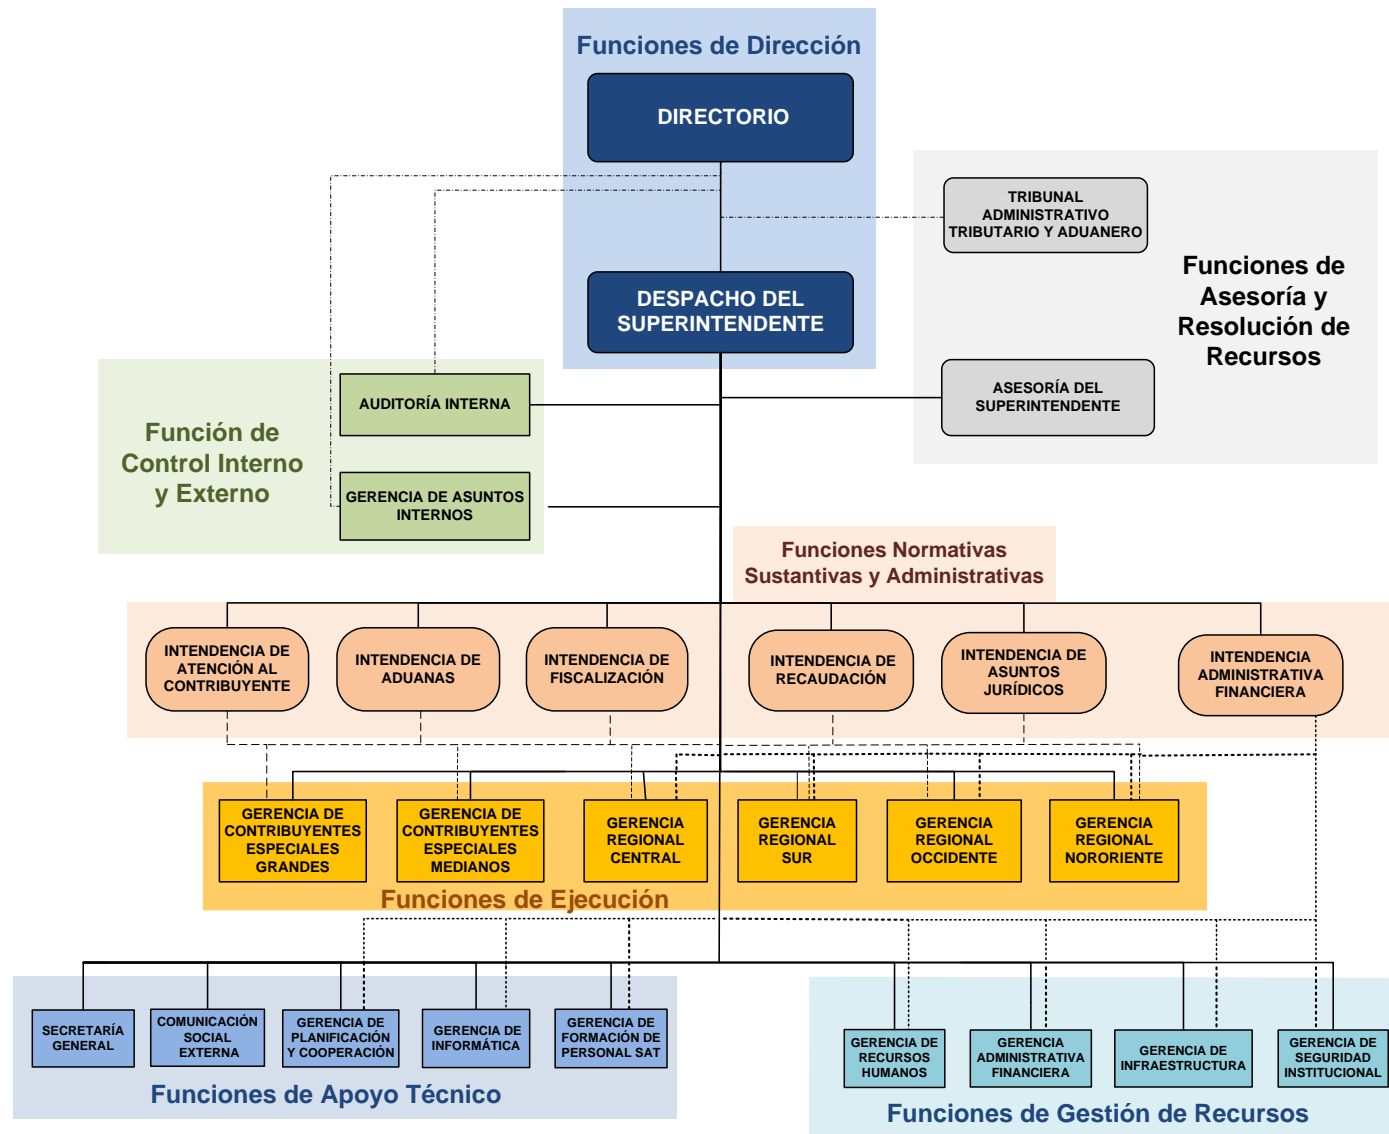 Funciones de Dirección
DIRECTORIO
TRIBUNAL
ADMINISTRATIVO
TRIBUTARIO Y ADUANERO
Funciones de
Asesoría y
Resolución de
Recursos
DESPACHO DEL
SUPERINTENDENTE
ASESORÍA DEL
SUPERINTENDENTE
AUDITORÍA INTERNA
Función de
Control Interno
y Externo
GERENCIA DE ASUNTOS
INTERNOS
Funciones Normativas
Sustantivas y Administrativas
INTENDENCIA DE
ATENCIÓN AL
CONTRIBUYENTE
INTENDENCIA DE
ADUANAS
INTENDENCIA DE
FISCALIZACIÓN
INTENDENCIA DE
RECAUDACIÓN
INTENDENCIA DE
ASUNTOS
JURÍDICOS
INTENDENCIA
ADMINISTRATIVA
FINANCIERA
GERENCIA DE
CONTRIBUYENTES
ESPECIALES
GRANDES
GERENCIA DE
CONTRIBUYENTES
ESPECIALES
MEDIANOS
GERENCIA
REGIONAL
CENTRAL
GERENCIA
REGIONAL
SUR
GERENCIA
REGIONAL
OCCIDENTE
GERENCIA
REGIONAL
NORORIENTE
Funciones de Ejecución
SECRETARÍA
GENERAL
COMUNICACIÓN
SOCIAL
EXTERNA
GERENCIA DE
PLANIFICACIÓN
Y COOPERACIÓN
GERENCIA DE
INFORMÁTICA
GERENCIA DE
FORMACIÓN DE
PERSONAL SAT
Funciones de Apoyo Técnico
GERENCIA DE
RECURSOS
HUMANOS
GERENCIA
ADMINISTRATIVA
FINANCIERA
GERENCIA DE
INFRAESTRUCTURA
GERENCIA DE
SEGURIDAD
INSTITUCIONAL
Funciones de Gestión de Recursos